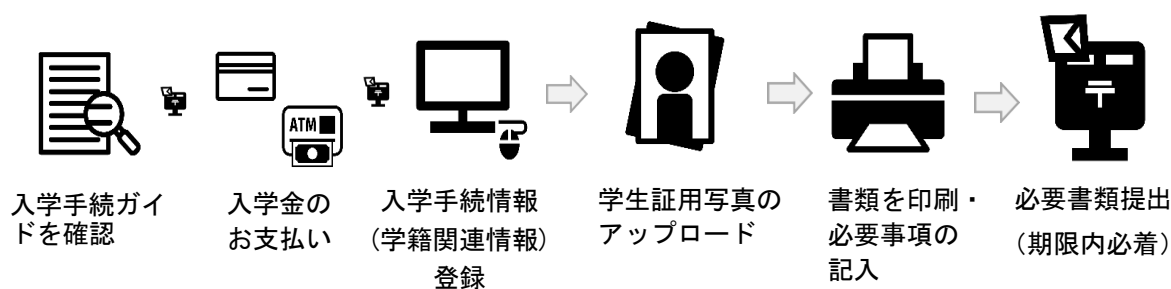 ATM
入学手続ガイ
ドを確認
入学金の
お支払い
入学手続情報
（学籍関連情報）
登録
学生証用写真の
アップロード
書類を印刷・
必要事項の
記入
必要書類提出
（期限内必着）